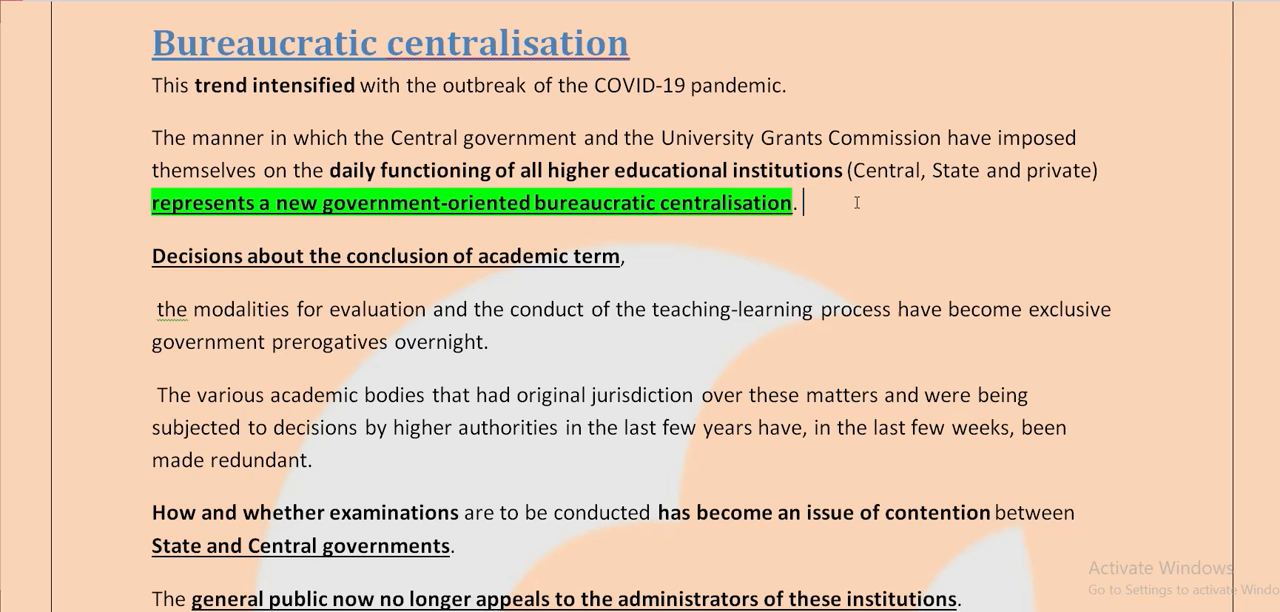 Bureaucratic centralisation
This trend intensified with the outbreak of the COVID-19 pandemic.
The manner in which the Central government and the University Grants Commission have imposed
themselves on the daily functioning of all higher educational institutions (Central, State and private)
represents a new government-oriented bureaucratic centralisation.
Decisions about the conclusion of academic term,
the modalities for evaluation and the conduct of the teaching-learning process have become exclusive
government prerogatives overnight.
The various academic bodies that had original jurisdiction over these matters and were being
subjected to decisions by higher authorities in the last few years have, in the last few weeks, been
made redundant.
How and whether examinations are to be conducted has become an issue of contention between
State and Central governments.
Activate Windows
Go to Settings to activate Windo
The general public now no longer appeals to the administrators of these institutions.